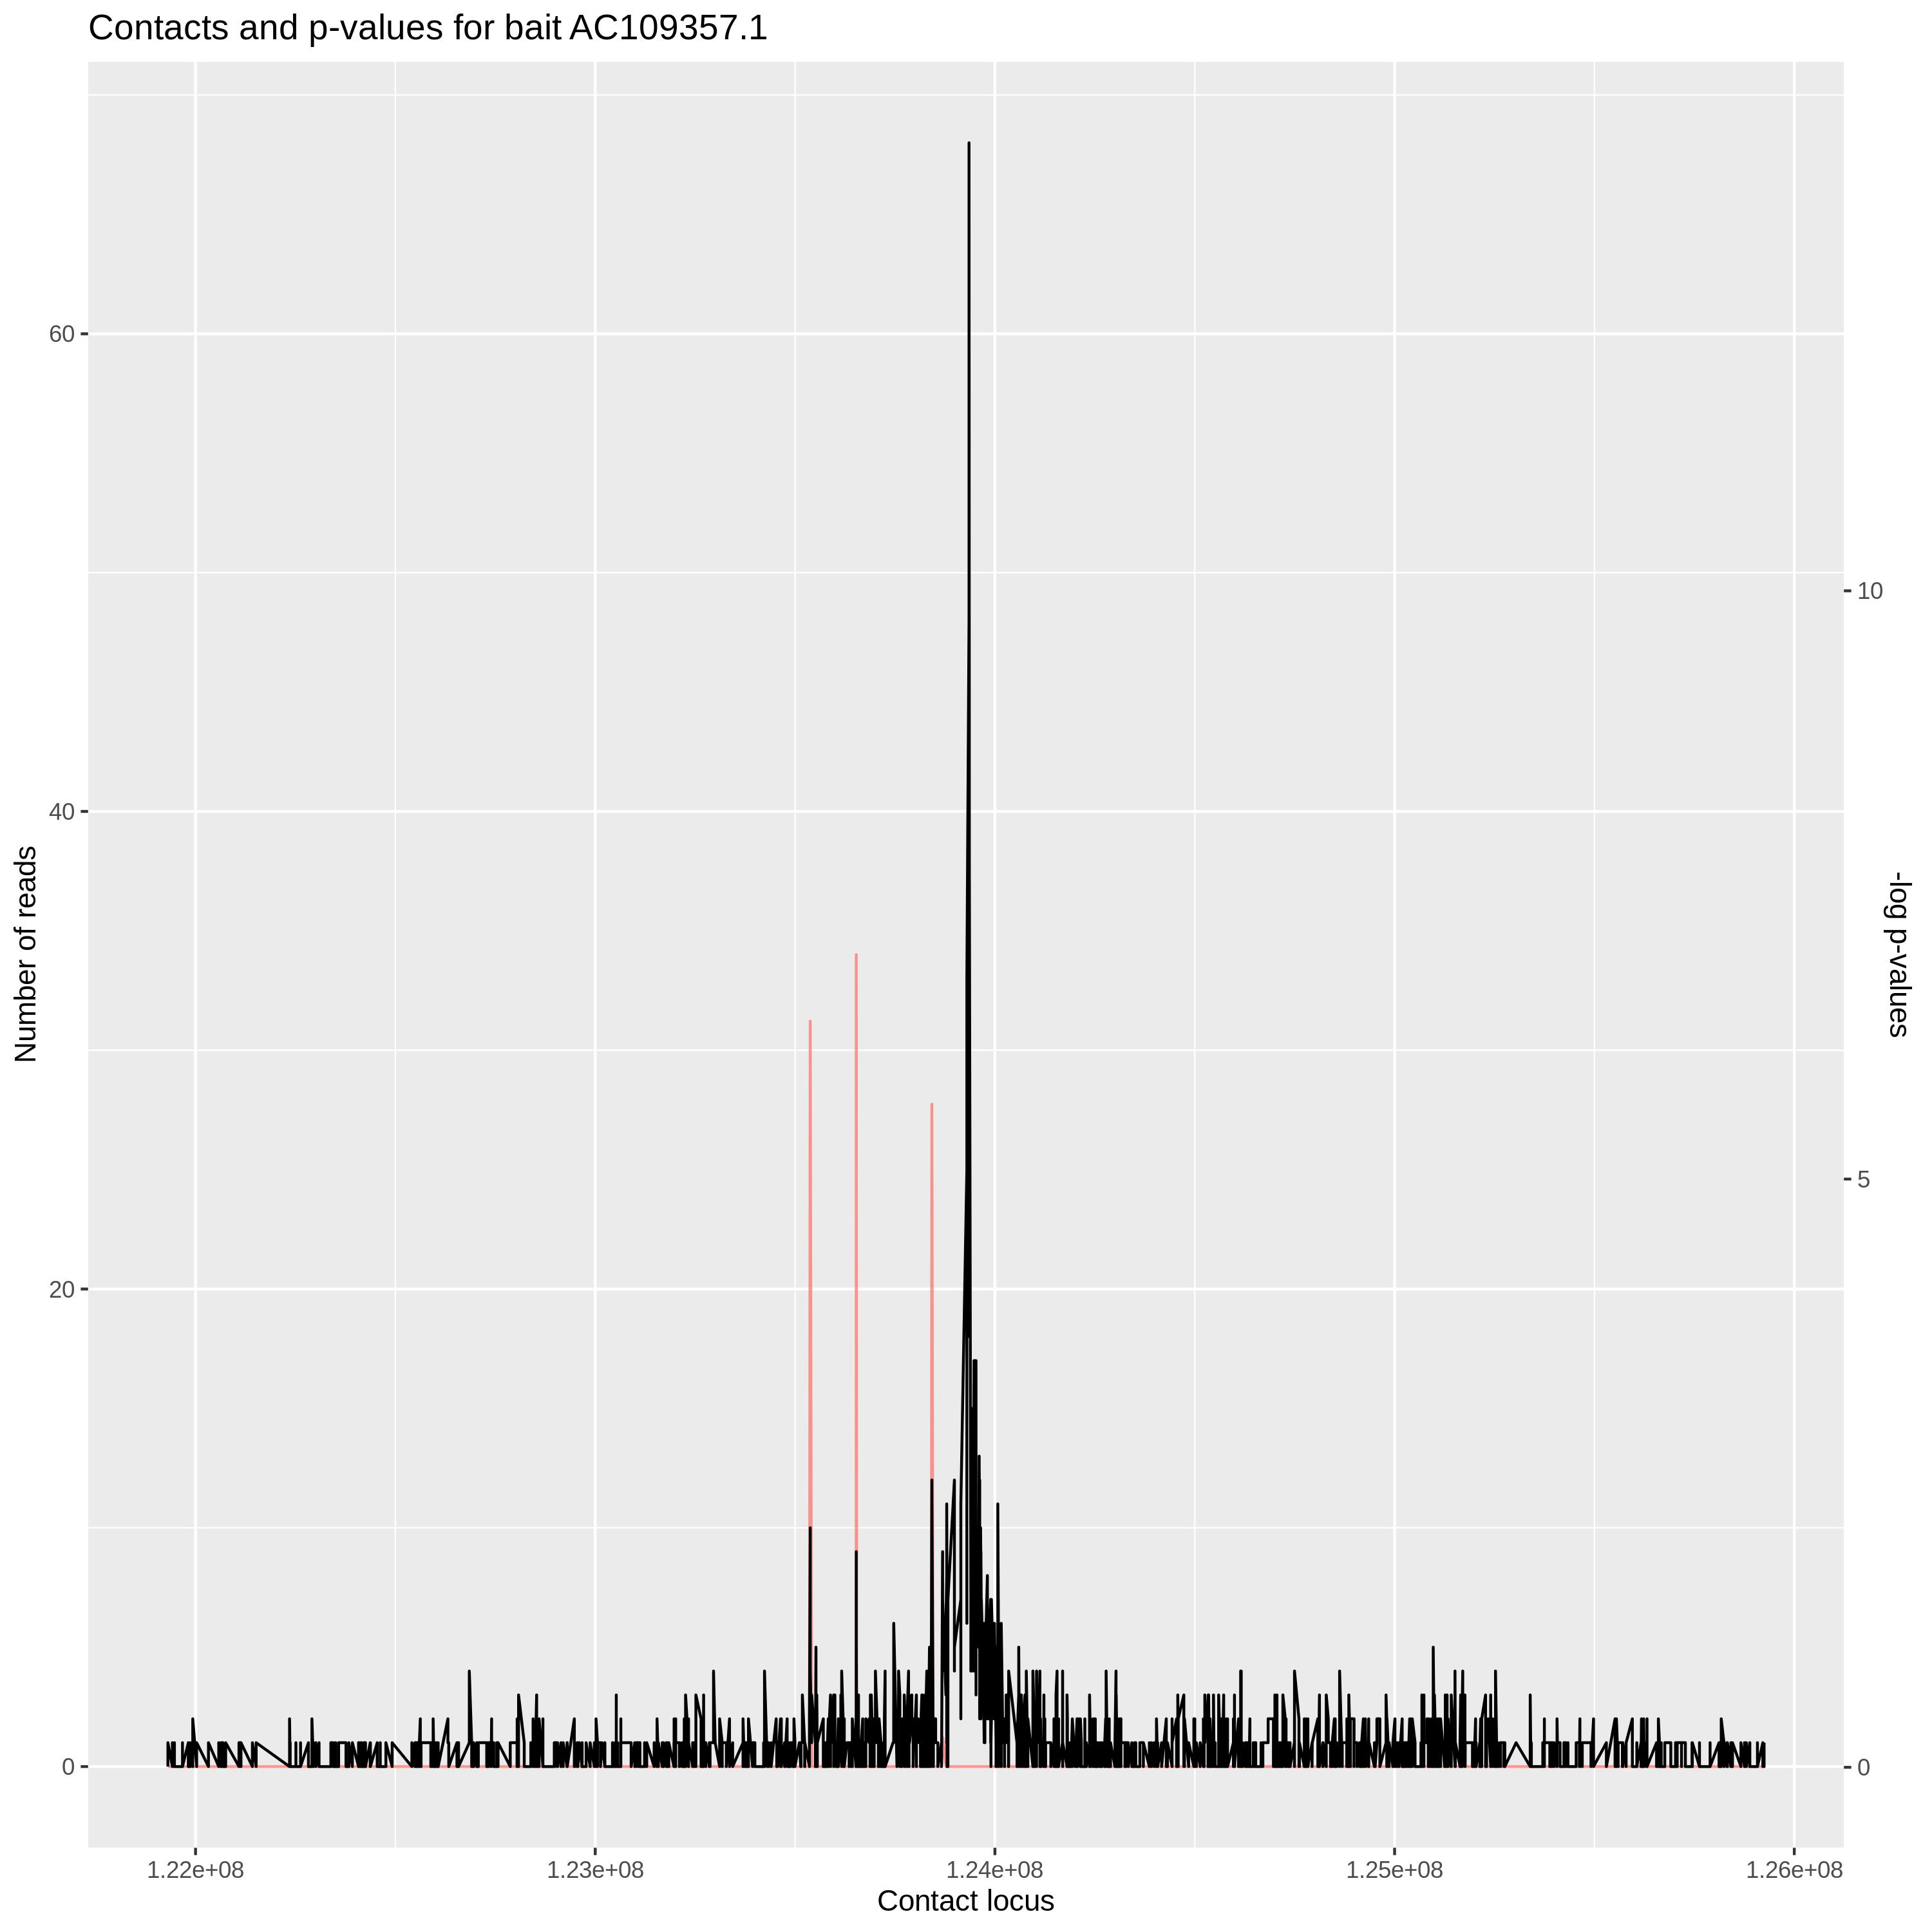 Contacts and p-values for bait AC109357.1
60
40
20
0
Number of reads
10
5
0
-log p-values
1.22e+08
1.23e+08
1.24e+08
1.25e+08
1.26e+08
Contact locus